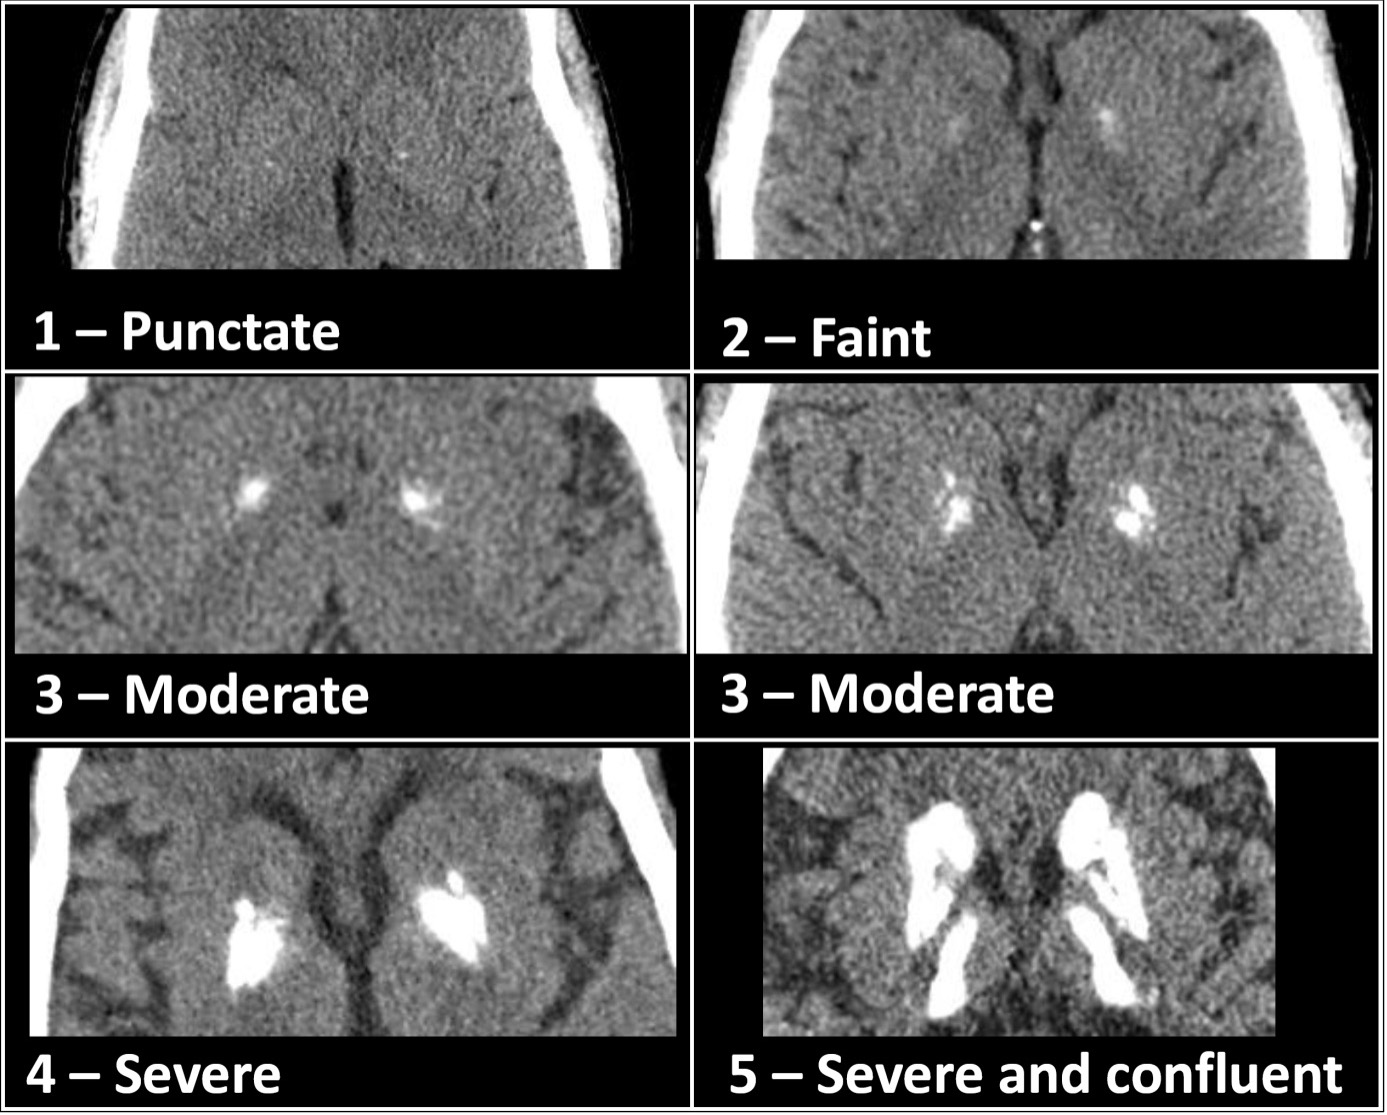 1 – Punctate
2 – Faint
3 – Moderate
3 – Moderate
4 – Severe
5 – Severe and confluent